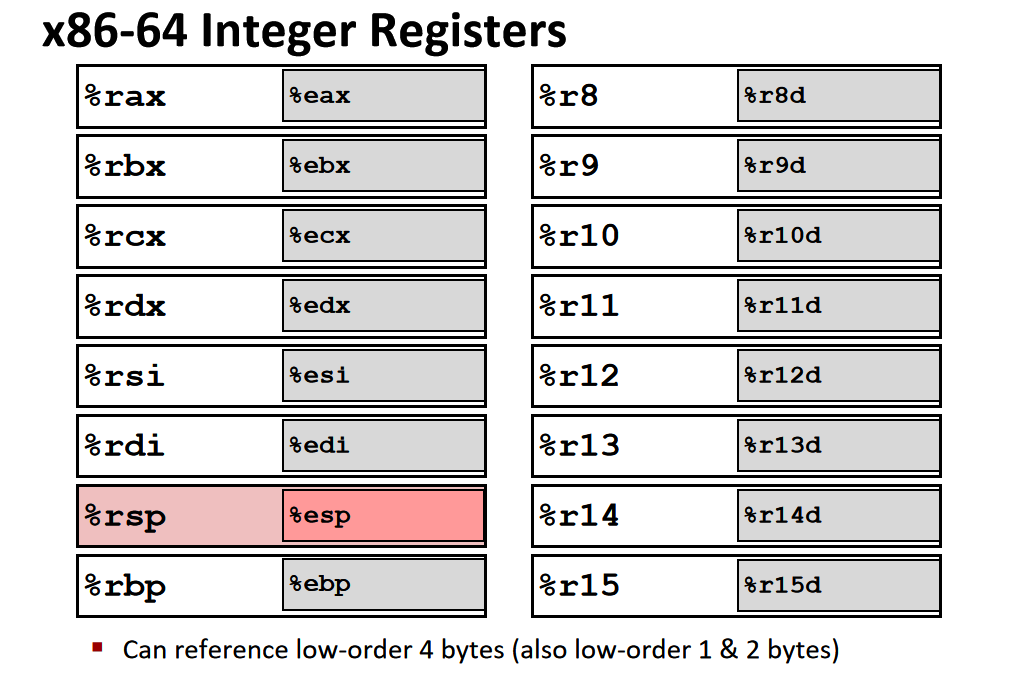 x86-64 Integer Registers
%rax %eax %r8 %r8d
%rbx %ebx %r9 %r9d
%rcx %ecx %r10 %r10d
%rdx %edx %r11 %r11d
%rsi %esi %r12 %r12d
%rdi %edi %r13 %r13d
%rsp %esp %r14 %r14d
%rbp %ebp %r15 %r15d
Can reference low-order 4 bytes (also low-order 1 & 2 bytes)